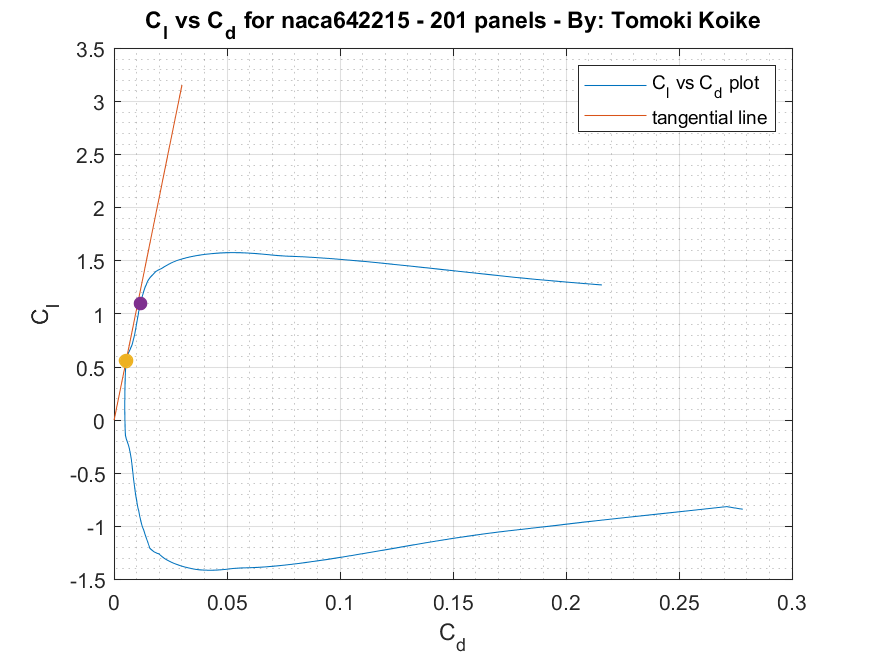 C_l vs C_d for naca642215 - 201 panels - By: Tomoki Koike
3.5
3
2.5
2
1.5
1
0.5
0
-0.5
-1
-1.5
C_l
C_l vs C_d plot
tangential line
0 0.05 0.1 0.15 0.2 0.25 0.3
C_d